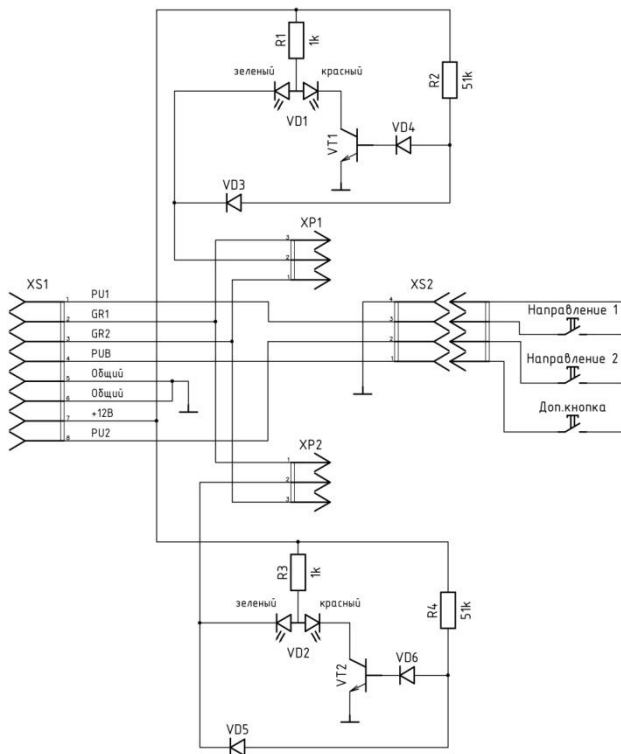 R1
1k
R2
51k
зеленый
красный
VD1
VT1
VD4
VD3
XP1
3
2
1
XS1
1 PU1
2 GR1
3 GR2
4 PUB
5 Общий
6 Общий
7 +12В
8 PU2
XS2
4
3
2
1
Направление 1
Направление 2
Доп.кнопка
XP2
1
2
3
R3
1k
R4
51k
зеленый
красный
VD2
VT2
VD6
VD5